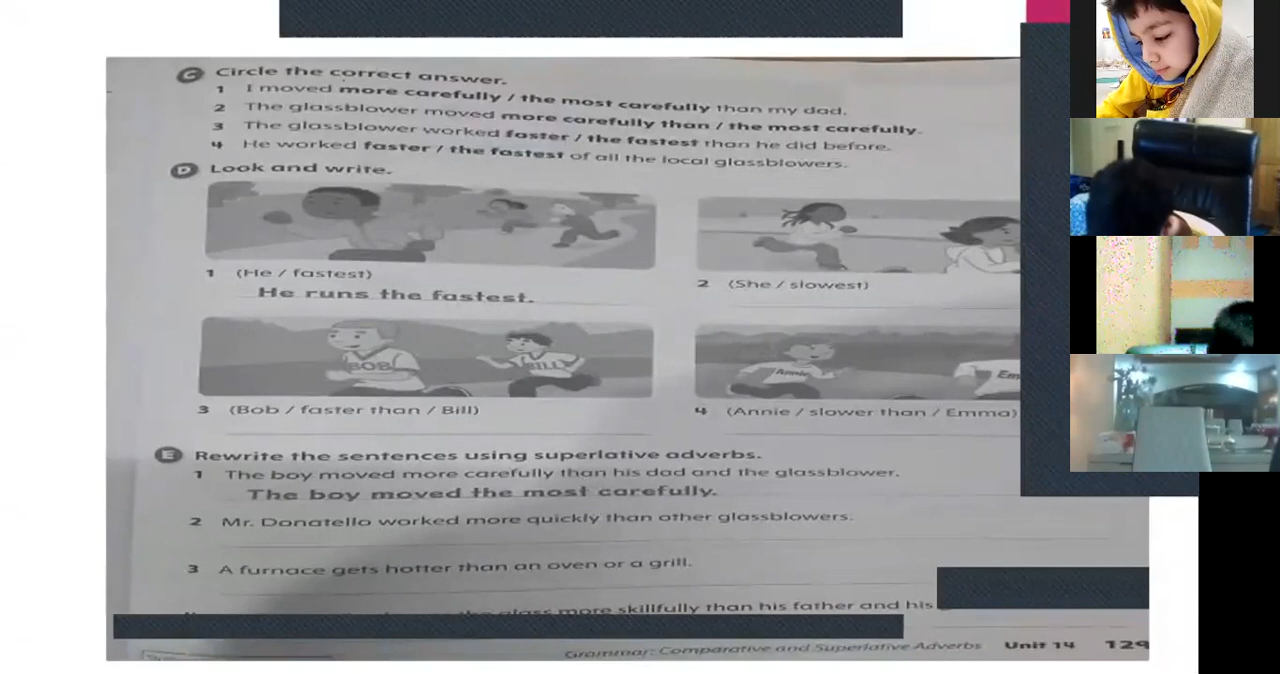 C Circle the correct answer.
1 I moved more carefully / the most carefully than my dad.
2 The glassblower moved more carefully than / the most carefully.
3 The glassblower worked faster / the fastest than he did before.
4 He worked faster / the fastest of all the local glassblowers.
D Look and write.
1 (He / fastest)
He runs the fastest.
2 (She / slowest)
BOB
BILL
3 (Bob / faster than / Bill)
Annie
Em
4 (Annie / slower than / Emma)
E Rewrite the sentences using superlative adverbs.
1 The boy moved more carefully than his dad and the glassblower.
The boy moved the most carefully.
2 Mr. Donatello worked more quickly than other glassblowers.
3 A furnace gets hotter than an oven or a grill.
the glass more skillfully than his father and his
Grammar: Comparative and Superlative Adverbs Unit 14 129